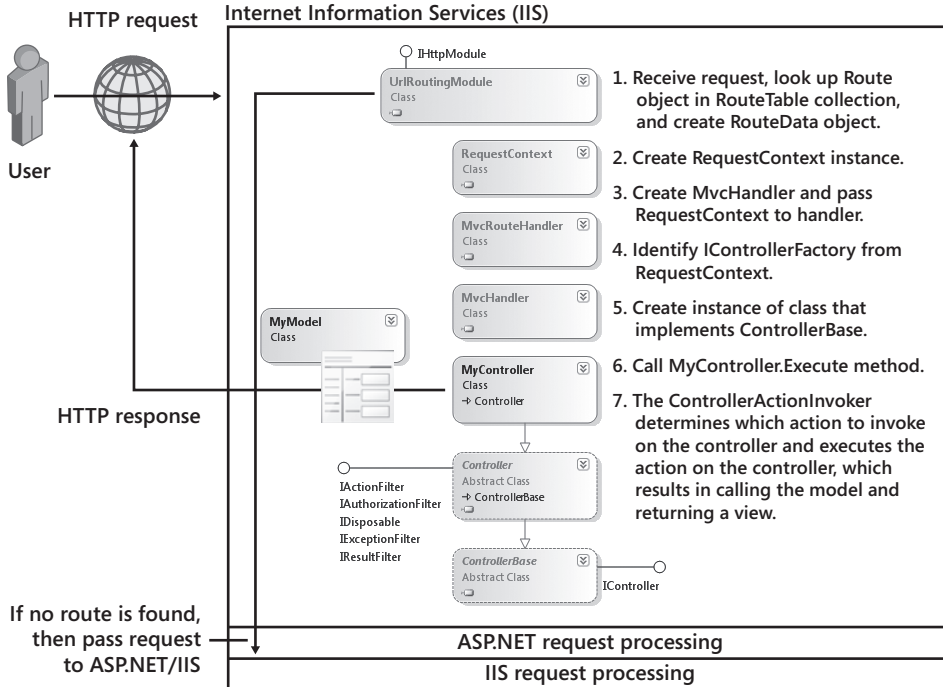 HTTP request
Internet Information Services (IIS)
User
IHttpModule
UrlRoutingModule
Class
RequestContext
Class
MvcRouteHandler
Class
MvcHandler
Class
MyModel
Class
MyController
Class
Controller
HTTP response
Controller
Abstract Class
ControllerBase
IActionFilter
IAuthorizationFilter
IDisposable
IExceptionFilter
IResultFilter
ControllerBase
Abstract Class
IController
1. Receive request, look up Route
object in RouteTable collection,
and create RouteData object.
2. Create RequestContext instance.
3. Create MvcHandler and pass
RequestContext to handler.
4. Identify IControllerFactory from
RequestContext.
5. Create instance of class that
implements ControllerBase.
6. Call MyController.Execute method.
7. The ControllerActionInvoker
determines which action to invoke
on the controller and executes the
action on the controller, which
results in calling the model and
returning a view.
If no route is found,
then pass request
to ASP.NET/IIS
ASP.NET request processing
IIS request processing